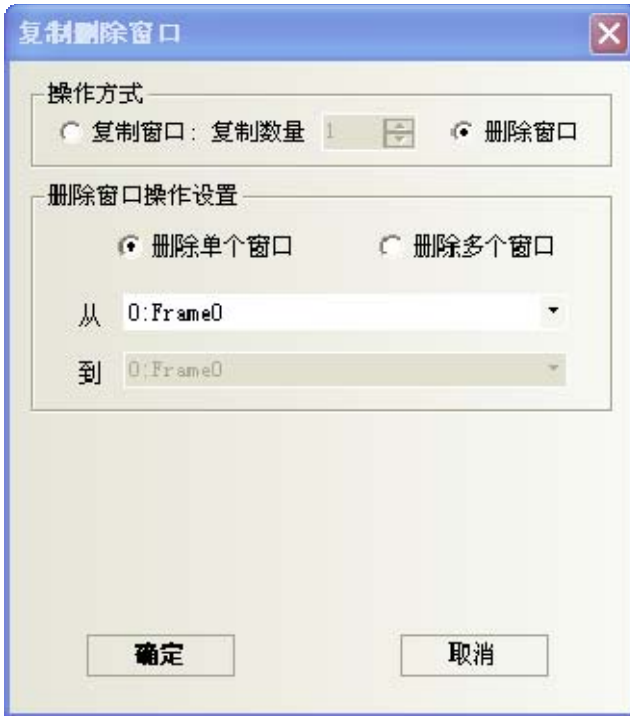 复制删除窗口
操作方式
复制窗口: 复制数量 1 删除窗口
删除窗口操作设置
删除单个窗口 删除多个窗口
从 0:Frame0
到 0:Frame0
确定 取消